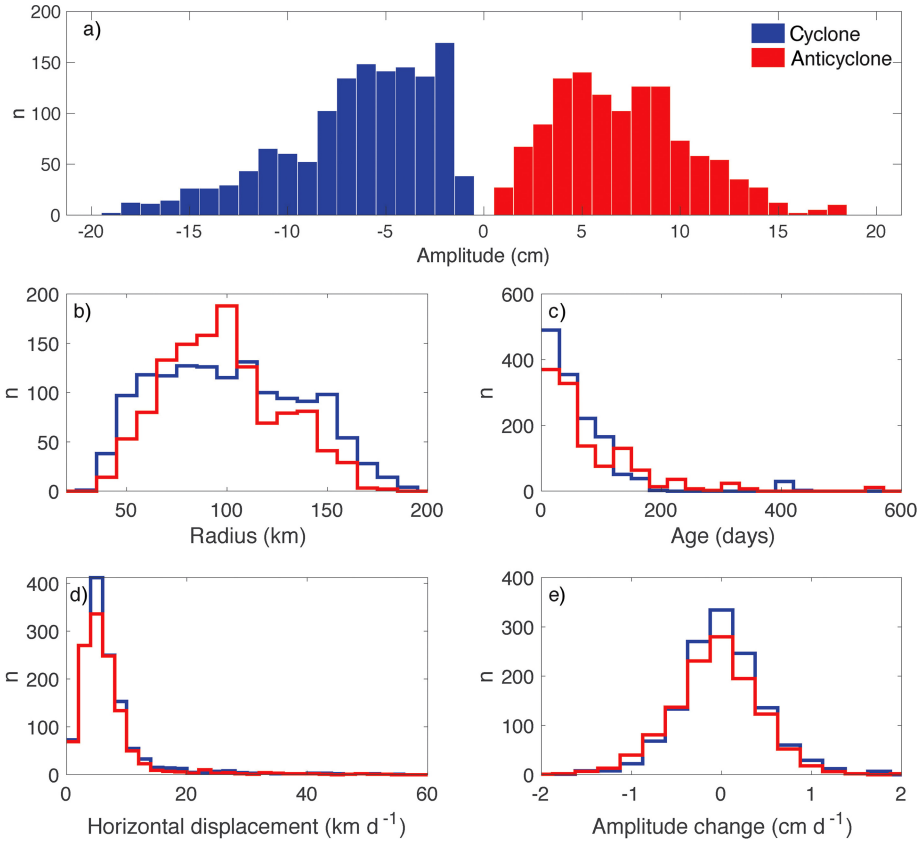 200
a)
Cyclone
150
Anticyclone
n
100
50
0
-20 -15 -10 -5 0 5 10 15 20
Amplitude (cm)
200
b)
150
n
100
50
0
50 100 150 200
Radius (km)
600
c)
400
n
200
0
0 200 400 600
Age (days)
400
d)
300
n
200
100
0
0 20 40 60
Horizontal displacement (km d⁻¹)
400
e)
300
n
200
100
0
-2 -1 0 1 2
Amplitude change (cm d⁻¹)